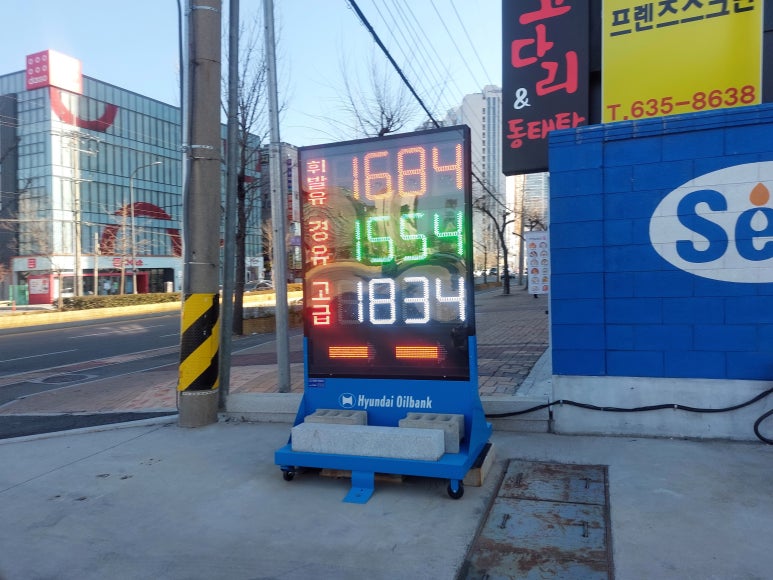 휘발유 1684
경유 1554
고급 1834
Hyundai Oilbank
다리
&
동태탕
프렌즈스크린
T.635-8638
Se